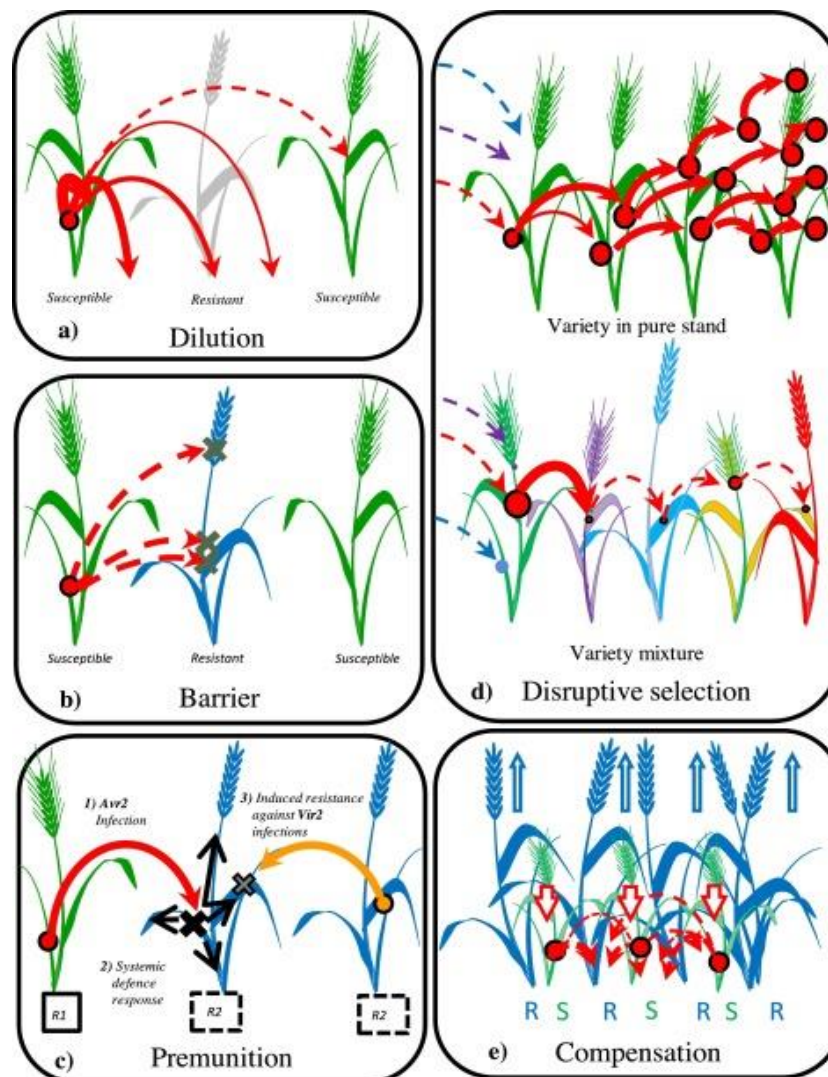 Susceptible
Resistant
Susceptible
a)
Dilution
Susceptible
Resistant
Susceptible
b)
Barrier
1) Avr2
Infection
3) Induced resistance
against Vir2
infections
2) Systemic
defence
response
R1
R2
R2
c)
Premunition
Variety in pure stand
Variety mixture
d)
Disruptive selection
R S R S R S R
e)
Compensation